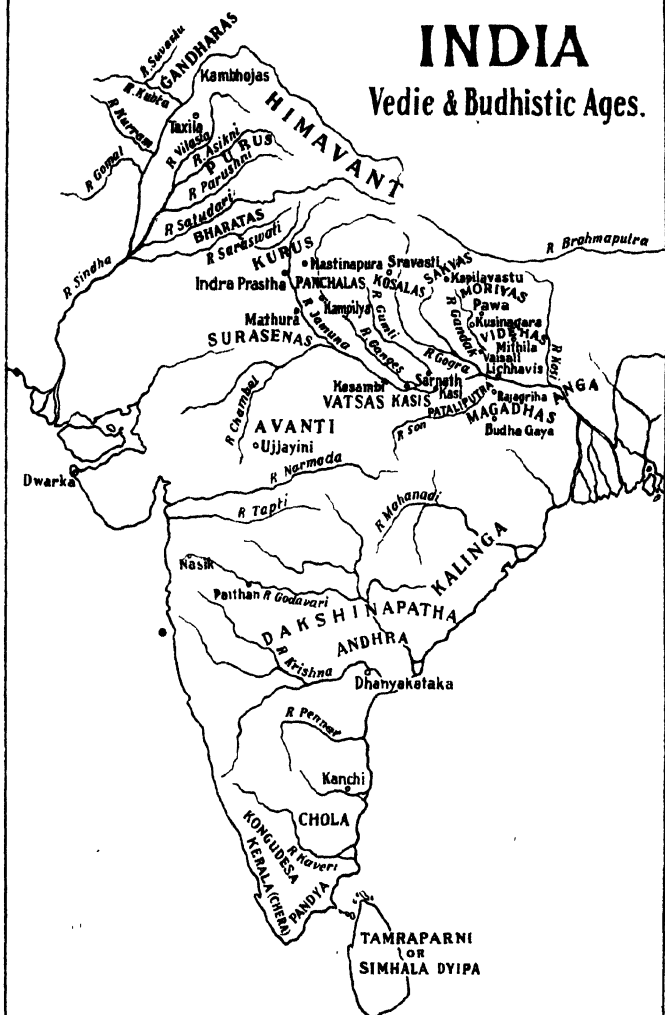 INDIA
Vedie & Budhistic Ages.
R. Suvastu
GANDHARAS
Kambhojas
R. Kubha
R. Kurram
HIMAVANT
Taxila
R Vitasta
R. Asikni
PURUS
R Parushni
R Gomal
R Satudari
BHARATAS
R Saraswati
R Sindha
R Brahmaputra
KURUS
Hastinapura
Sravasti
SAKYAS
Kapilavastu
Indra Prastha
PANCHALAS
KOSALAS
MORIYAS
Pawa
Kampilya
R Gumli
R Gandak
Kusinagara
Mathura
R Jamuna
VIDEHAS
Mithila
SURASENAS
R. Ganges
R Gogra
Vaisali
Lichhavis
R Kosi
Kosambi
Sarnath
Kasi
ANGA
R Chambal
VATSAS
KASIS
PATALIPUTRA
Rajagriha
MAGADHAS
AVANTI
R Son
Budha Gaya
Ujjayini
R Narmada
Dwarka
R Tapti
R Mahanadi
KALINGA
Nasik
Paithan
R Godavari
DAKSHINAPATHA
ANDHRA
R Krishna
Dhanyakataka
R Pennar
Kanchi
CHOLA
KONGUDESA
R Kaveri
KERALA (CHERA)
PANDYA
TAMRAPARNI
OR
SIMHALA DYIPA